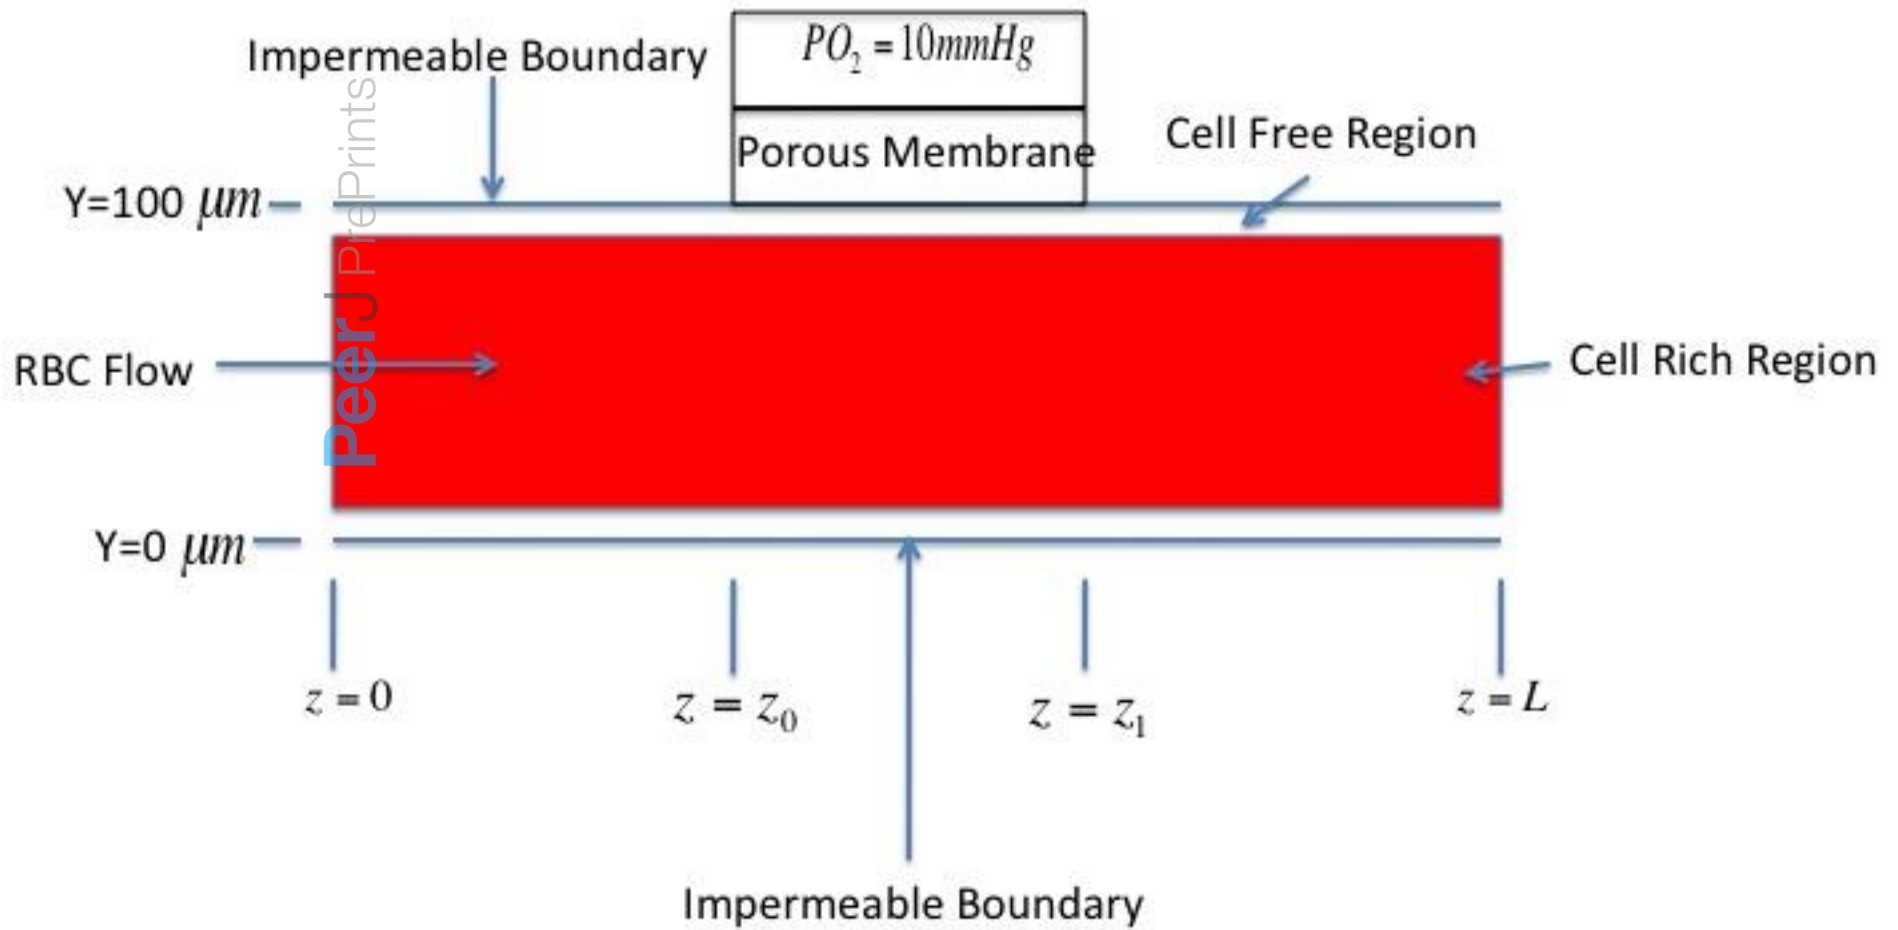 PO₂ = 10mmHg
Impermeable Boundary
Porous Membrane
Cell Free Region
Y=100 μm
PeerJ PrePrints
RBC Flow
Cell Rich Region
Y=0 μm
z = 0
z = z₀
z = z₁
z = L
Impermeable Boundary